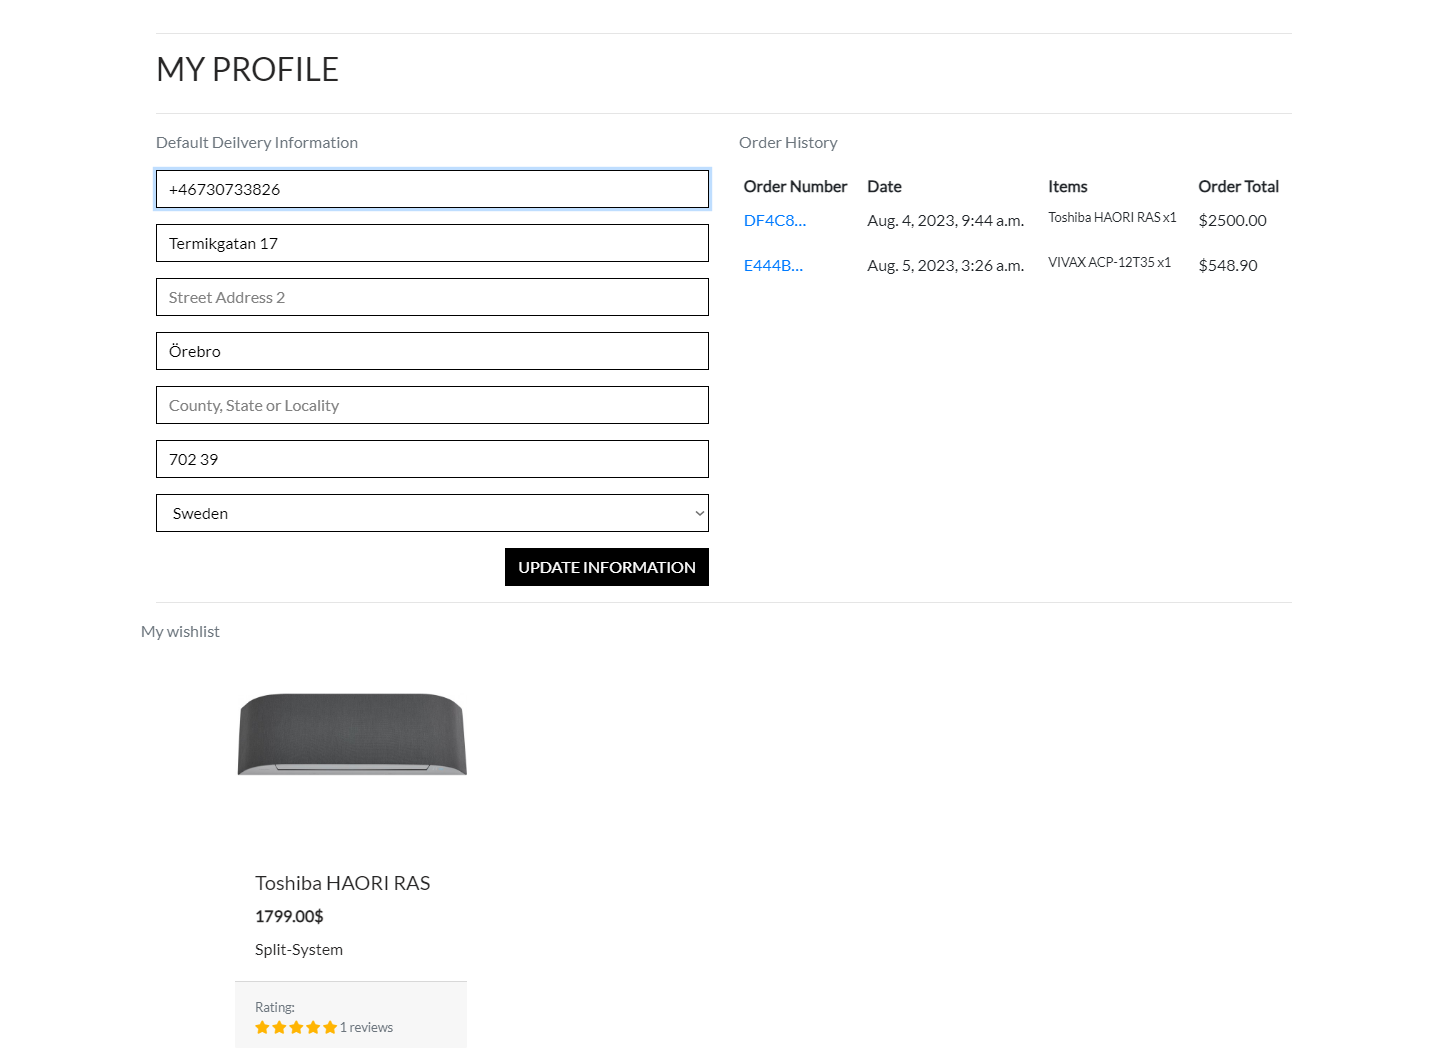 MY PROFILE
Default Deilvery Information
+46730733826
Termikgatan 17
Street Address 2
Örebro
County, State or Locality
702 39
Sweden
UPDATE INFORMATION
Order History
Order Number Date Items Order Total
DF4C8... Aug. 4, 2023, 9:44 a.m. Toshiba HAORI RAS x1 $2500.00
E444B... Aug. 5, 2023, 3:26 a.m. VIVAX ACP-12T35 x1 $548.90
My wishlist
Toshiba HAORI RAS
1799.00$
Split-System
Rating:
1 reviews